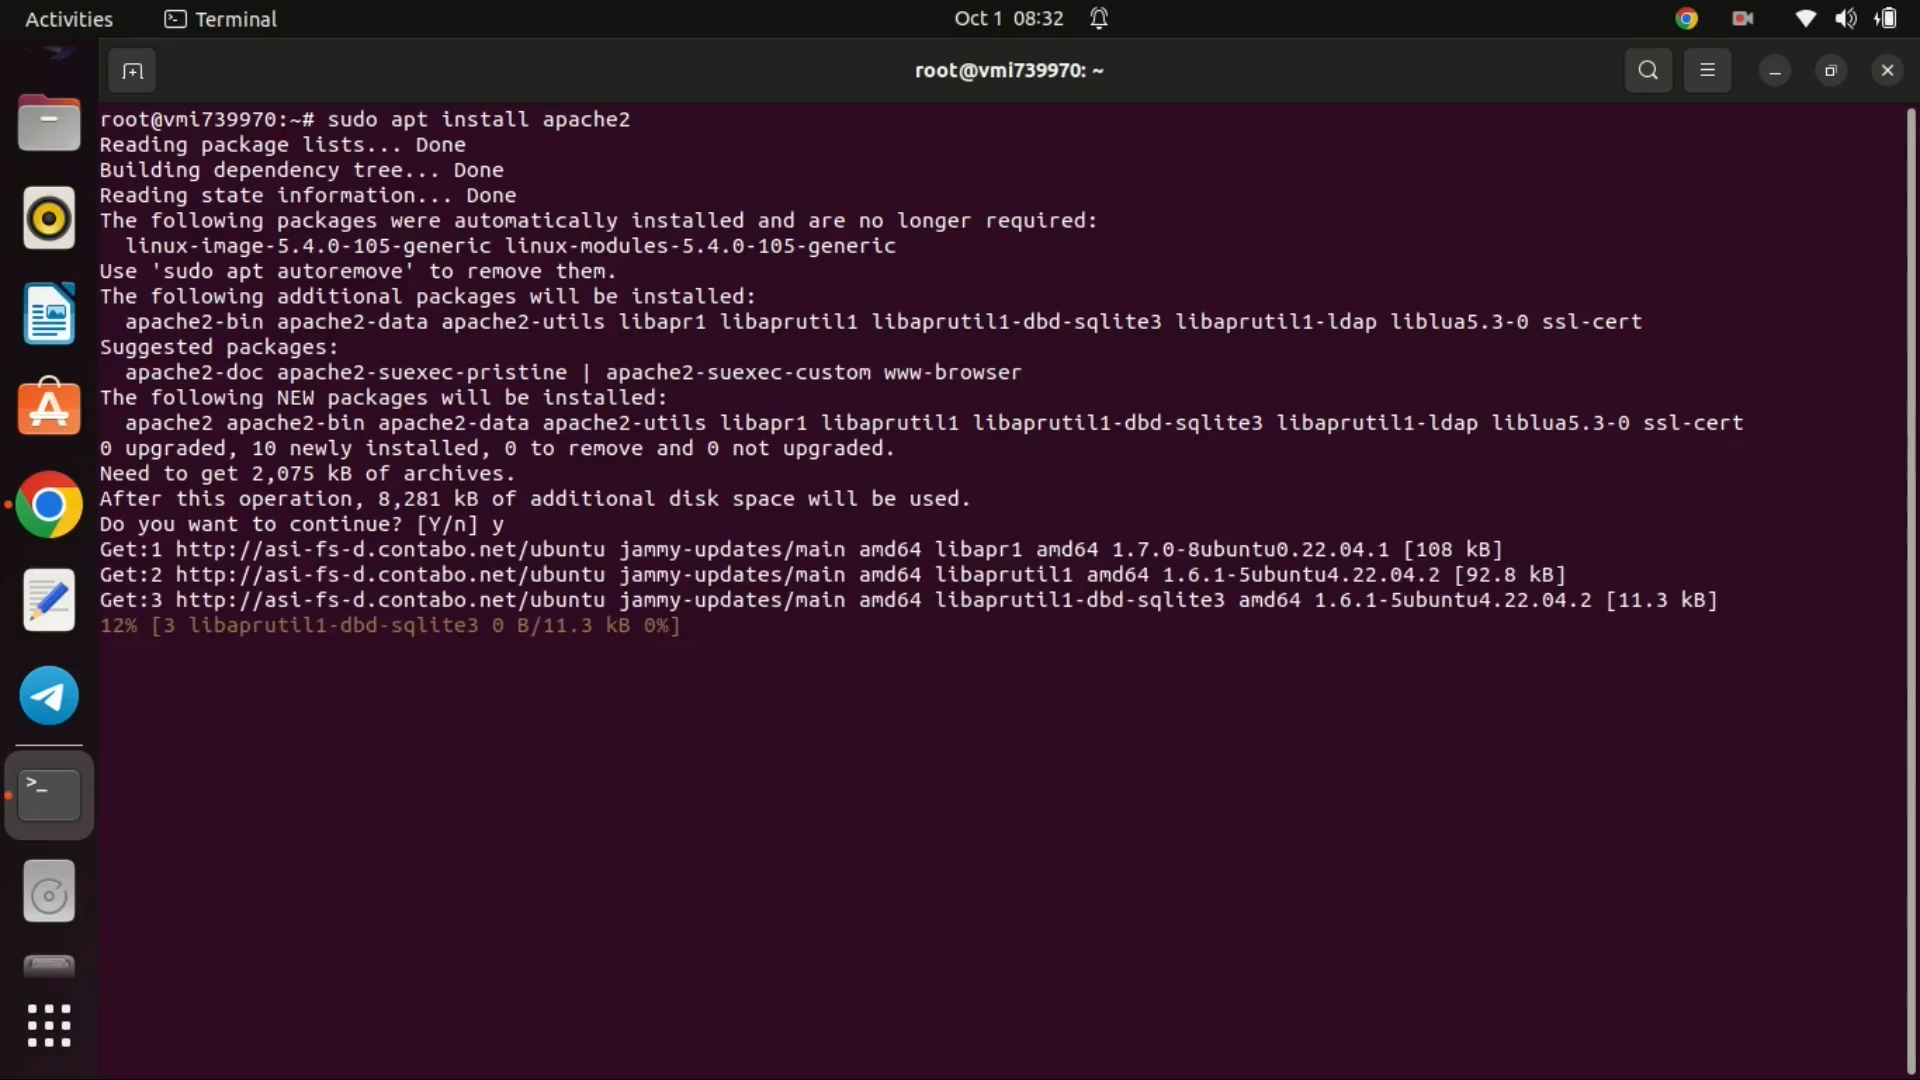 Activities Terminal Oct 1 08:32
root@vmi739970: ~
root@vmi739970:~# sudo apt install apache2
Reading package lists... Done
Building dependency tree... Done
Reading state information... Done
The following packages were automatically installed and are no longer required:
  linux-image-5.4.0-105-generic linux-modules-5.4.0-105-generic
Use 'sudo apt autoremove' to remove them.
The following additional packages will be installed:
  apache2-bin apache2-data apache2-utils libapr1 libaprutil1 libaprutil1-dbd-sqlite3 libaprutil1-ldap liblua5.3-0 ssl-cert
Suggested packages:
  apache2-doc apache2-suexec-pristine | apache2-suexec-custom www-browser
The following NEW packages will be installed:
  apache2 apache2-bin apache2-data apache2-utils libapr1 libaprutil1 libaprutil1-dbd-sqlite3 libaprutil1-ldap liblua5.3-0 ssl-cert
0 upgraded, 10 newly installed, 0 to remove and 0 not upgraded.
Need to get 2,075 kB of archives.
After this operation, 8,281 kB of additional disk space will be used.
Do you want to continue? [Y/n] y
Get:1 http://asi-fs-d.contabo.net/ubuntu jammy-updates/main amd64 libapr1 amd64 1.7.0-8ubuntu0.22.04.1 [108 kB]
Get:2 http://asi-fs-d.contabo.net/ubuntu jammy-updates/main amd64 libaprutil1 amd64 1.6.1-5ubuntu4.22.04.2 [92.8 kB]
Get:3 http://asi-fs-d.contabo.net/ubuntu jammy-updates/main amd64 libaprutil1-dbd-sqlite3 amd64 1.6.1-5ubuntu4.22.04.2 [11.3 kB]
12% [3 libaprutil1-dbd-sqlite3 0 B/11.3 kB 0%]